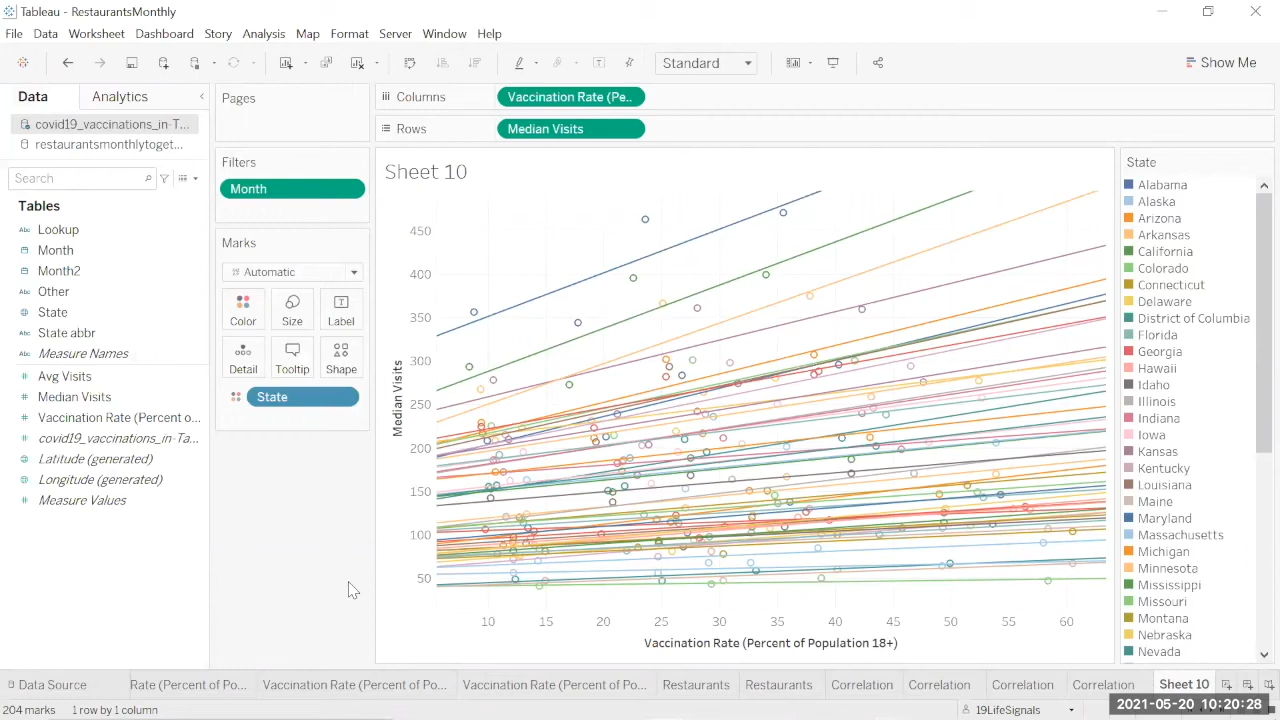 Tableau - RestaurantsMonthly
File Data Worksheet Dashboard Story Analysis Map Format Server Window Help
Standard
Show Me
Data Analytics
covid19_vaccinations_in-T...
restaurantsmonthlytoget...
Search
Tables
Abc Lookup
Month
Month2
Abc Other
State
Abc State abbr
Abc Measure Names
# Avg Visits
# Median Visits
# Vaccination Rate (Percent o...
# covid19_vaccinations_in-Ta...
Latitude (generated)
Longitude (generated)
# Measure Values
Pages
Filters
Month
Marks
Automatic
Color Size Label
Detail Tooltip Shape
State
Columns Vaccination Rate (Pe..
Rows Median Visits
Sheet 10
450
400
350
300
250
200
150
100
50
Median Visits
10 15 20 25 30 35 40 45 50 55 60
Vaccination Rate (Percent of Population 18+)
State
Alabama
Alaska
Arizona
Arkansas
California
Colorado
Connecticut
Delaware
District of Columbia
Florida
Georgia
Hawaii
Idaho
Illinois
Indiana
Iowa
Kansas
Kentucky
Louisiana
Maine
Maryland
Massachusetts
Michigan
Minnesota
Mississippi
Missouri
Montana
Nebraska
Nevada
Data Source Rate (Percent of Po... Vaccination Rate (Percent of Po... Vaccination Rate (Percent of Po... Restaurants Restaurants Correlation Correlation Correlation Correlation Sheet 10
204 marks 1 row by 1 column 19LifeSignals 2021-05-20 10:20:28